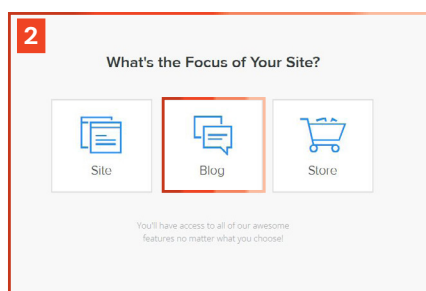 2
What's the Focus of Your Site?
Site
Blog
Store
You'll have access to all of our awesome
features no matter what you choose!